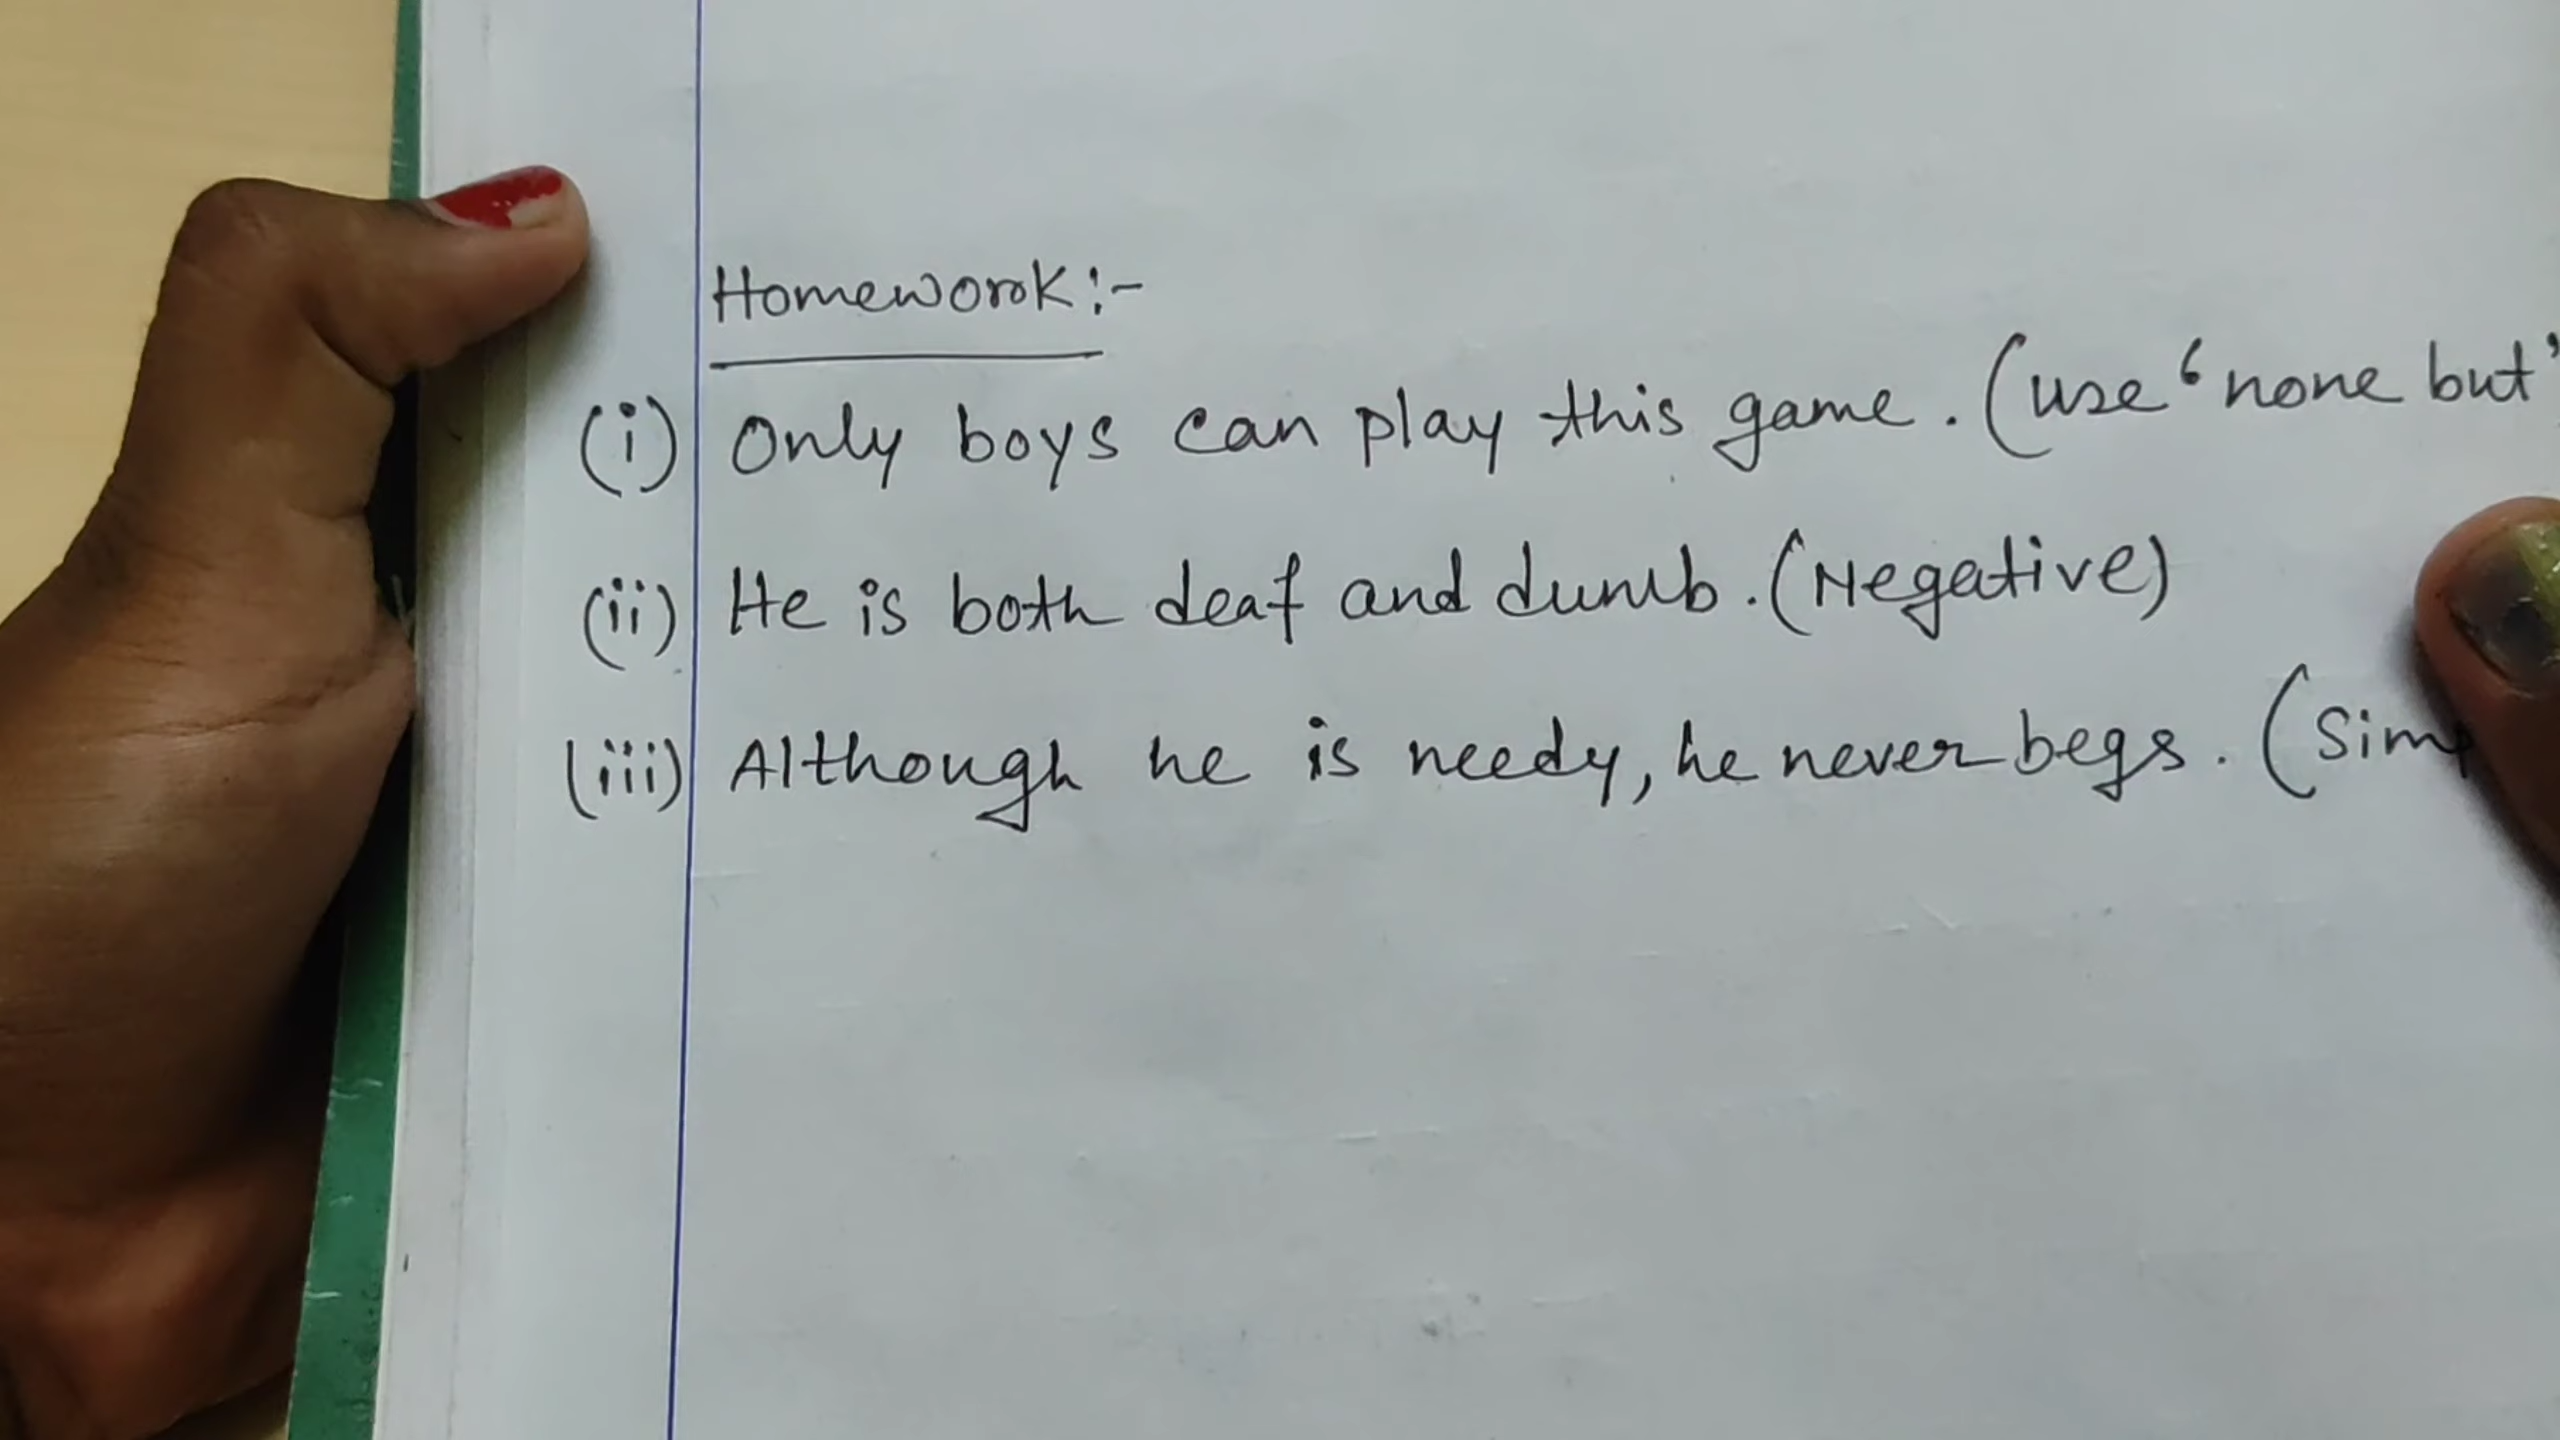 Homework:-
(i) Only boys can play this game. (use 'none but'
(ii) He is both deaf and dumb. (Negative)
(iii) Although he is needy, he never begs. (Simp